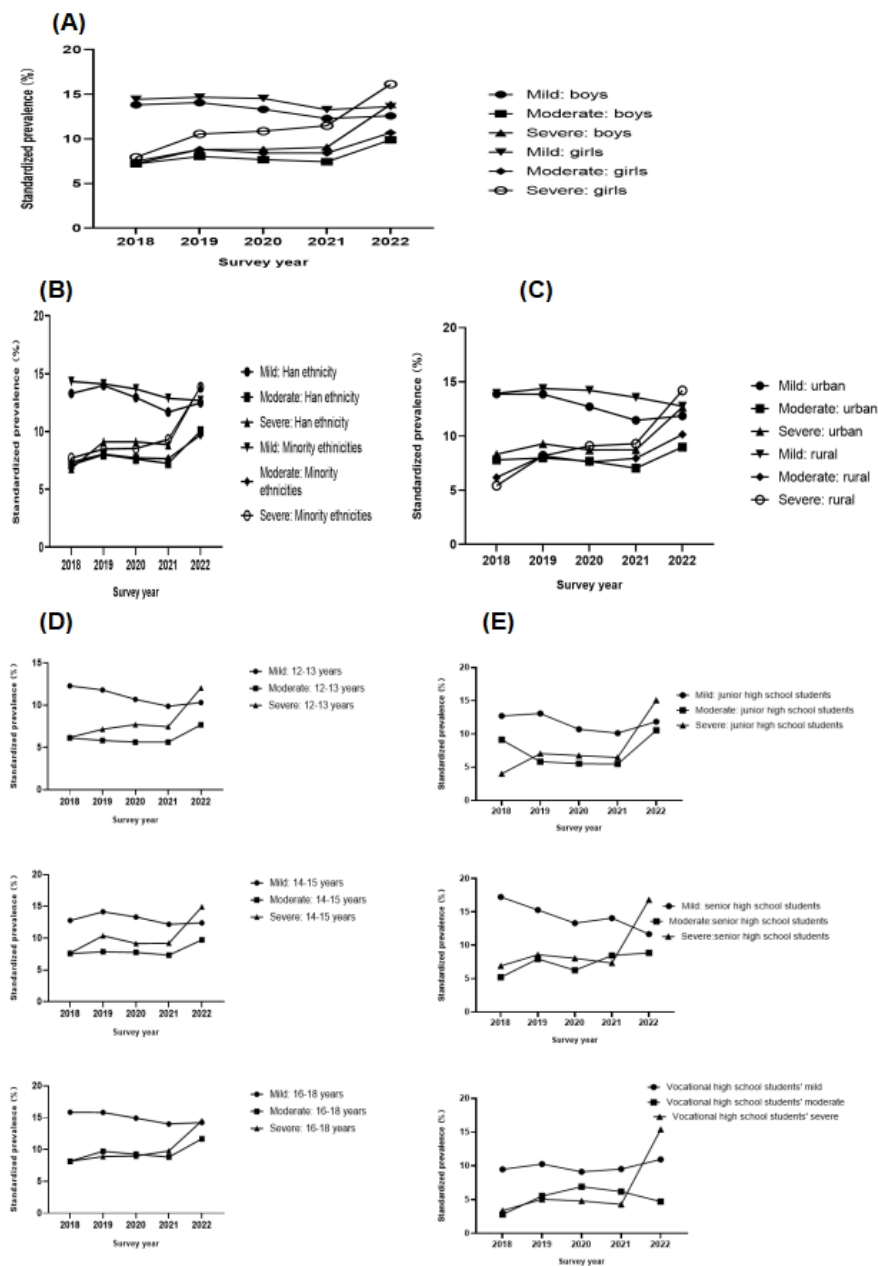 (A)
20
15
10
5
0
Standardized prevalence (%)
2018 2019 2020 2021 2022
Survey year
Mild: boys
Moderate: boys
Severe: boys
Mild: girls
Moderate: girls
Severe: girls
(B)
20
15
10
5
0
Standardized prevalence (%)
2018 2019 2020 2021 2022
Survey year
Mild: Han ethnicity
Moderate: Han ethnicity
Severe: Han ethnicity
Mild: Minority ethinicities
Moderate: Minority
ethnicities
Severe: Minority ethnicities
(C)
20
15
10
5
0
Standardized prevalence (%)
2018 2019 2020 2021 2022
Survey year
Mild: urban
Moderate: urban
Severe: urban
Mild: rural
Moderate: rural
Severe: rural
(D)
15
10
5
0
Standardized prevalence (%)
2018 2019 2020 2021 2022
Survey year
Mild: 12-13 years
Moderate: 12-13 years
Severe: 12-13 years
20
15
10
5
0
Standardized prevalence (%)
2018 2019 2020 2021 2022
Survey year
Mild: 14-15 years
Moderate: 14-15 years
Severe: 14-15 years
20
15
10
5
0
Standardized prevalence (%)
2018 2019 2020 2021 2022
Survey year
Mild: 16-18 years
Moderate: 16-18 years
Severe: 16-18 years
(E)
20
15
10
5
0
Standardized prevalence (%)
2018 2019 2020 2021 2022
Survey year
Mild: junior high school students
Moderate: junior high school students
Severe: junior high school students
20
15
10
5
0
Standardized prevalence (%)
2018 2019 2020 2021 2022
Survey year
Mild: senior high school students
Moderate:senior high school students
Severe:senior high school students
20
15
10
5
0
Standardized prevalence (%)
2018 2019 2020 2021 2022
Survey year
Vocational high school students' mild
Vocational high school students' moderate
Vocational high school students' severe